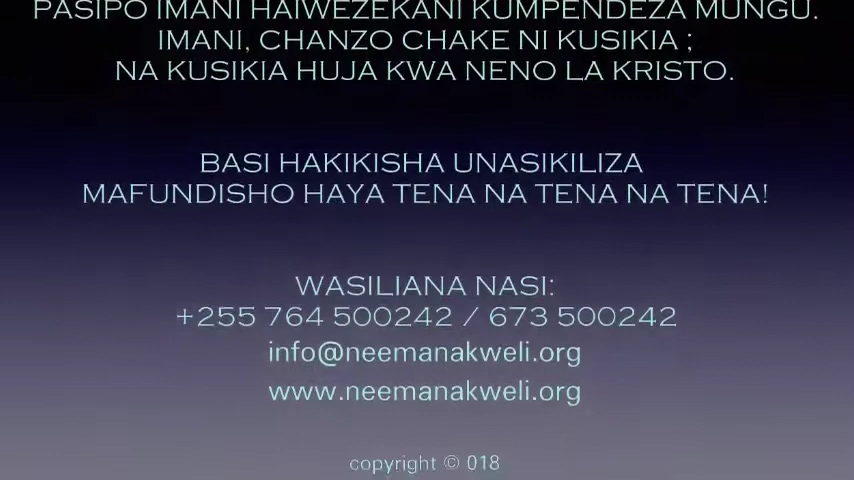 PASIPO IMANI HAIWEZEKANI KUMPENDEZA MUNGU.
IMANI, CHANZO CHAKE NI KUSIKIA ;
NA KUSIKIA HUJA KWA NENO LA KRISTO.
BASI HAKIKISHA UNASIKILIZA
MAFUNDISHO HAYA TENA NA TENA NA TENA!
WASILIANA NASI:
+255 764 500242 / 673 500242
info@neemanakweli.org
www.neemanakweli.org
copyright © 018